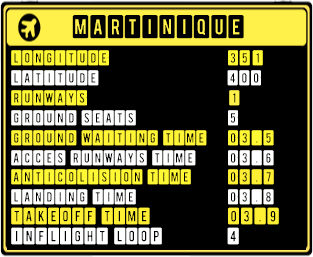 MARTINIQUE
LONGITUDE 351
LATITUDE 400
RUNWAYS 1
GROUND SEATS 5
GROUND WAITING TIME 03.5
ACCES RUNWAYS TIME 03.6
ANTICOLISION TIME 03.7
LANDING TIME 03.8
TAKEOFF TIME 03.9
INFLIGHT LOOP 4